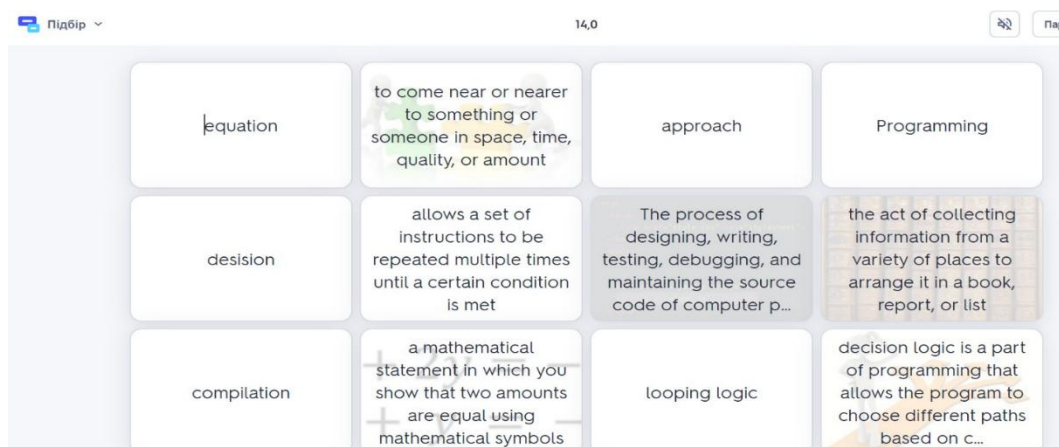 Підбір
14,0
Па
equation
to come near or nearer
to something or
someone in space, time,
quality, or amount
approach
Programming
desision
allows a set of
instructions to be
repeated multiple times
until a certain condition
is met
The process of
designing, writing,
testing, debugging, and
maintaining the source
code of computer p...
the act of collecting
information from a
variety of places to
arrange it in a book,
report, or list
compilation
a mathematical
statement in which you
show that two amounts
are equal using
mathematical symbols
looping logic
decision logic is a part
of programming that
allows the program to
choose different paths
based on c...